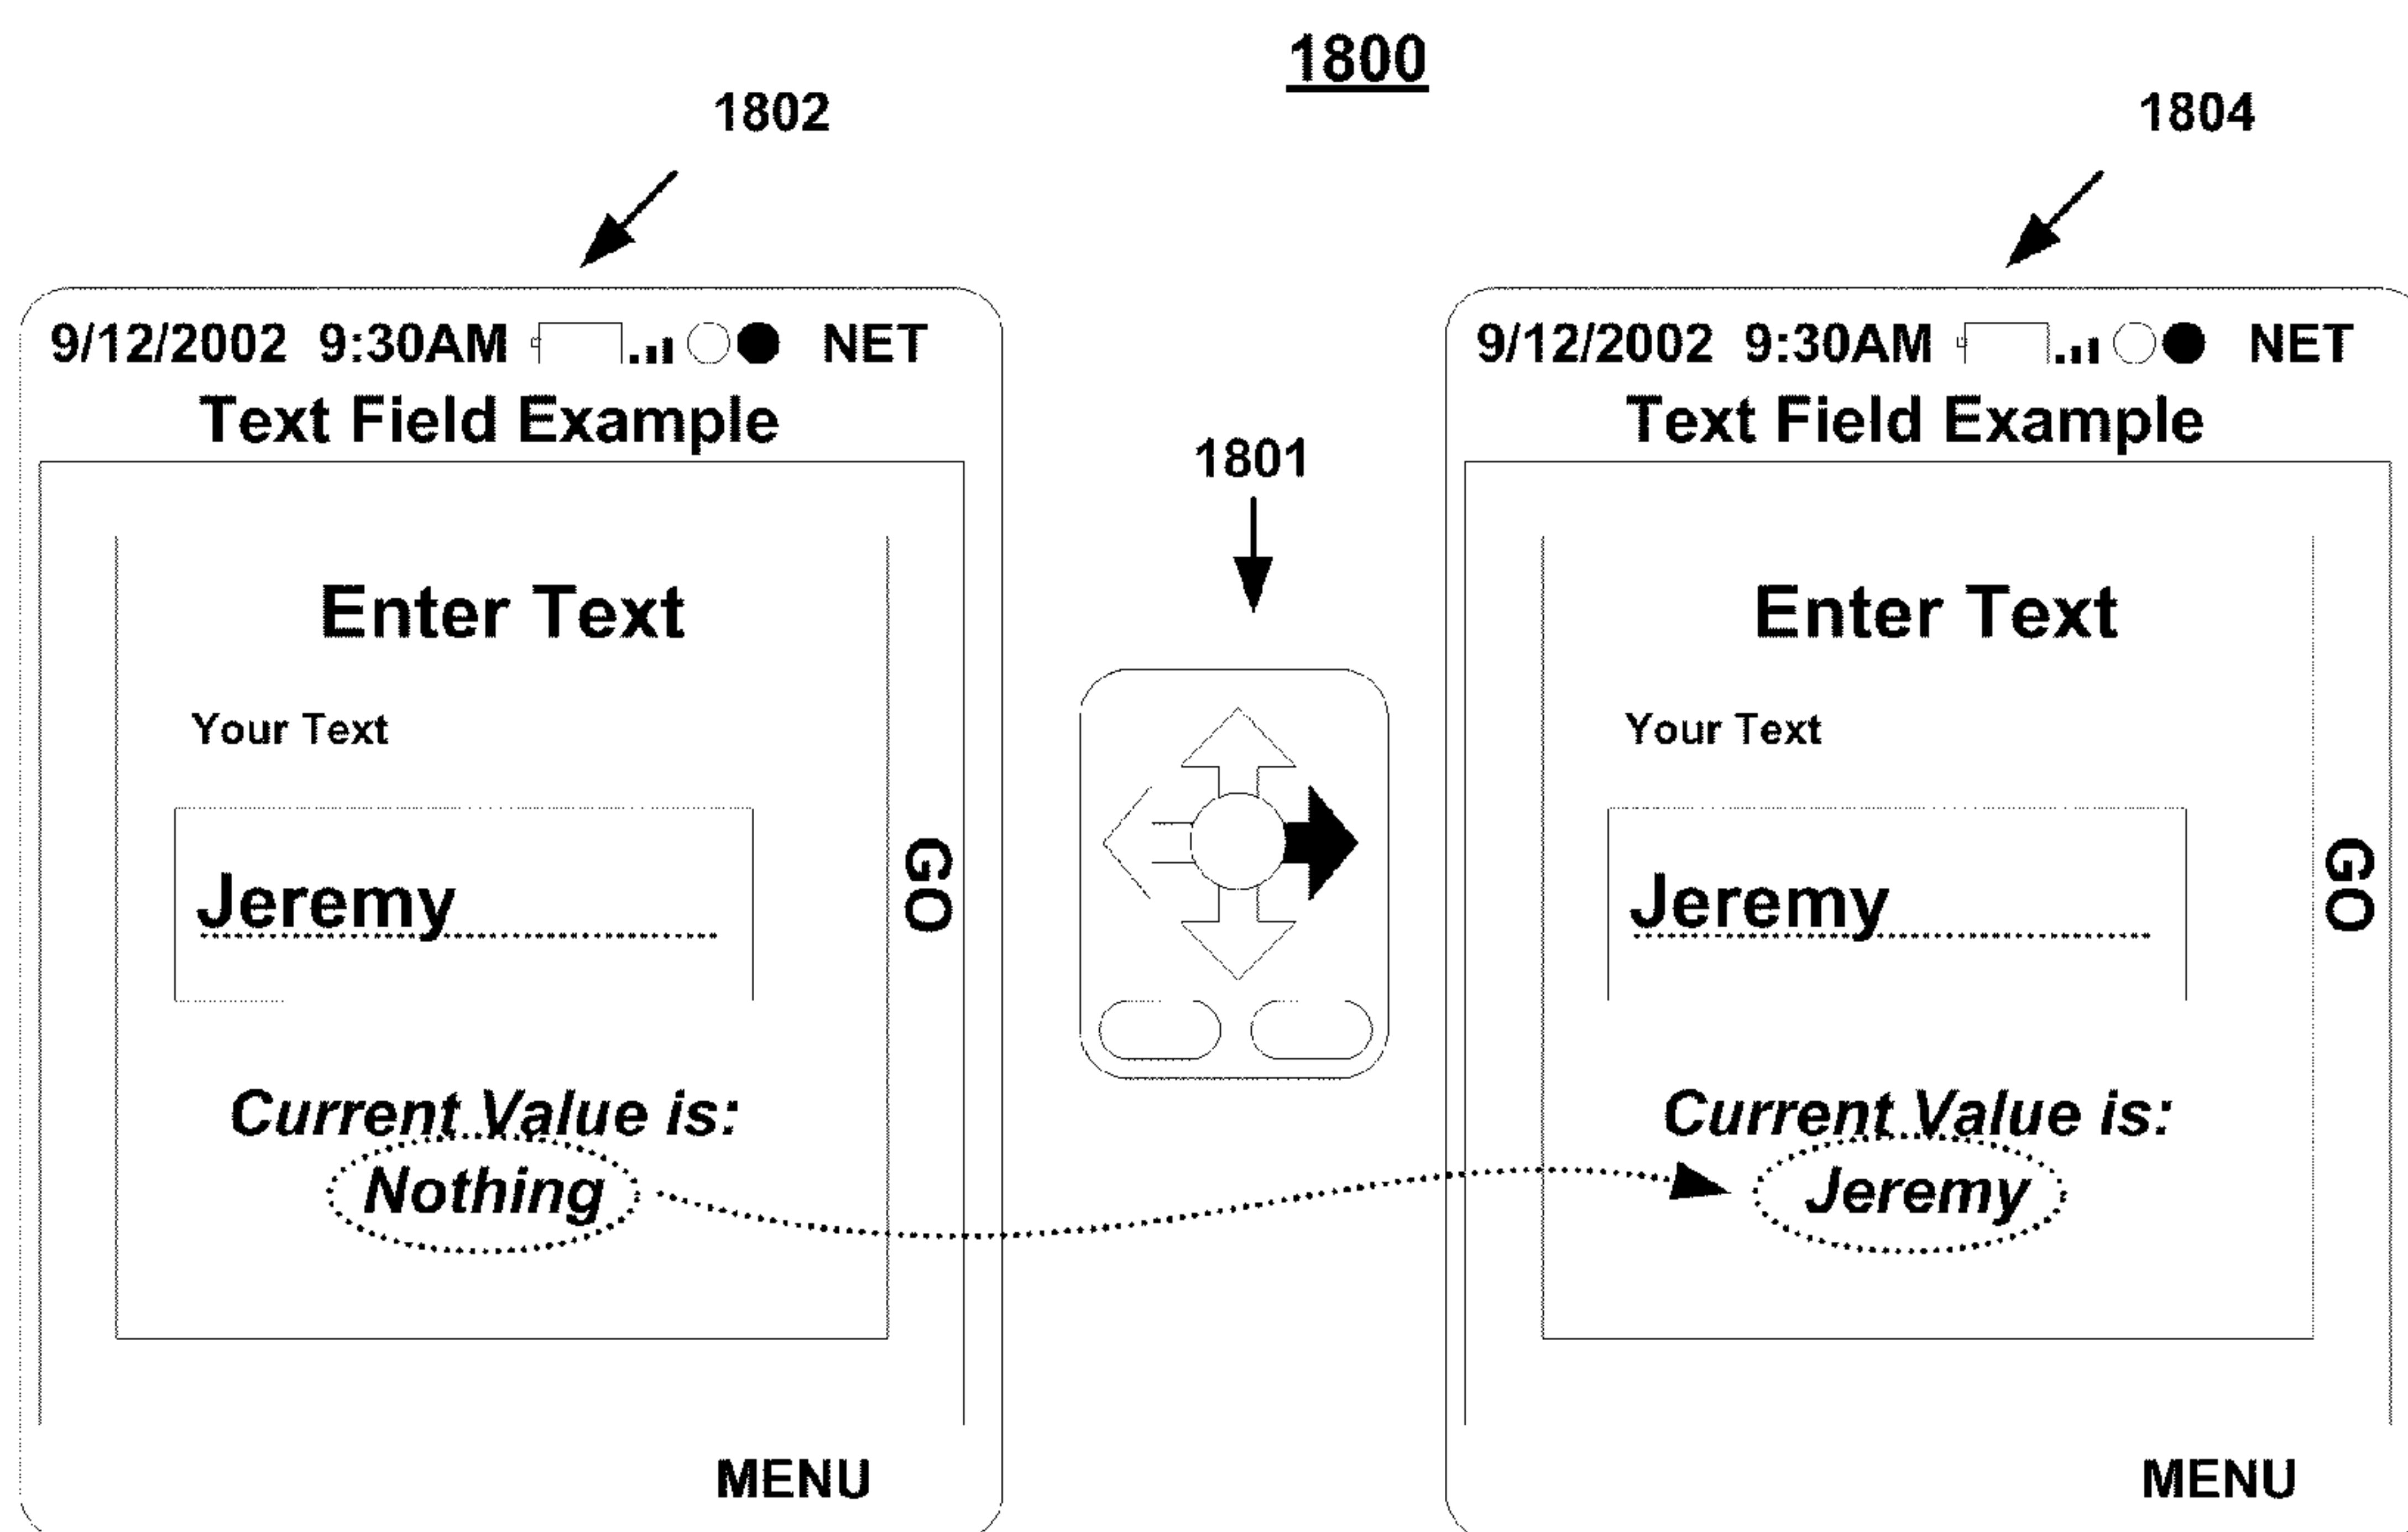 1800
1802
1804
9/12/2002 9:30AM NET
Text Field Example
Enter Text
Your Text
Jeremy
GO
Current Value is:
Nothing
MENU
1801
9/12/2002 9:30AM NET
Text Field Example
Enter Text
Your Text
Jeremy
GO
Current Value is:
Jeremy
MENU